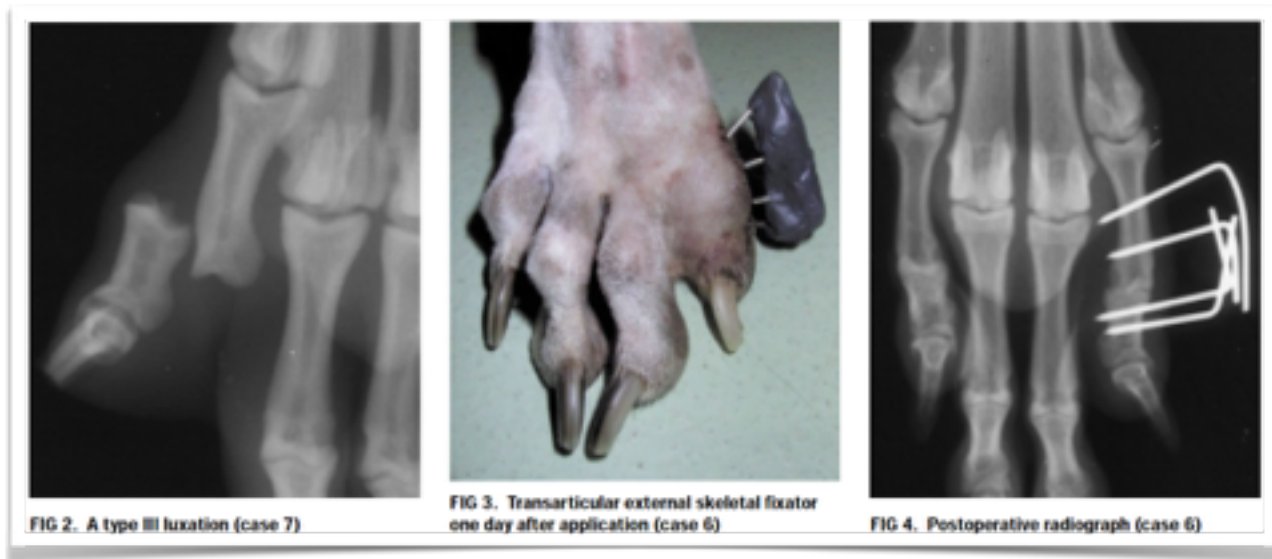 FIG 2. A type III luxation (case 7)
FIG 3. Transarticular external skeletal fixator
one day after application (case 6)
FIG 4. Postoperative radiograph (case 6)